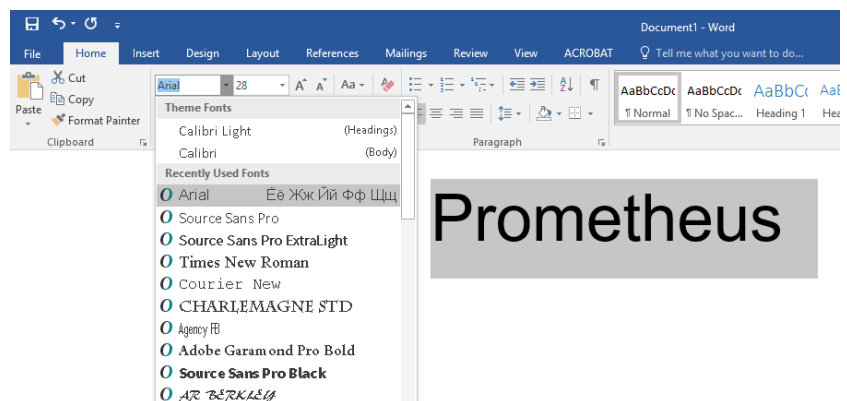 Document1 - Word
File Home Insert Design Layout References Mailings Review View ACROBAT Tell me what you want to do...
Paste
Cut
Copy
Format Painter
Clipboard
Arial 28 Aa
Theme Fonts
Calibri Light (Headings)
Calibri (Body)
Recently Used Fonts
Arial Ёё Жж Йй Фф Щщ
Source Sans Pro
Source Sans Pro ExtraLight
Times New Roman
Courier New
CHARLEMAGNE STD
Agency FB
Adobe Garamond Pro Bold
Source Sans Pro Black
AR BERKLEY
Paragraph
AaBbCcDc AaBbCcDc AaBbCc AaB
¶ Normal ¶ No Spac... Heading 1 Hea
Prometheus